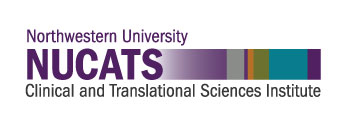 Northwestern University
NUCATS
Clinical and Translational Sciences Institute